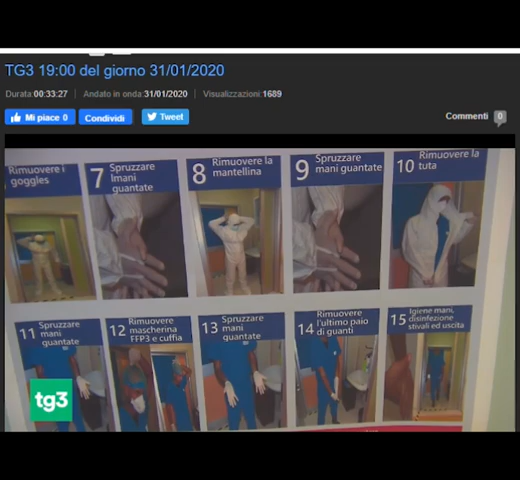 TG3 19:00 del giorno 31/01/2020
Durata:00:33:27 Andato in onda:31/01/2020 Visualizzazioni:1689
Mi piace 0 Condividi Tweet Commenti 0
Rimuovere i
goggles
7 Spruzzare
lmani
guantate
8 Rimuovere la
mantellina
9 Spruzzare
mani guantate
10 Rimuovere la
tuta
11 Spruzzare
mani
guantate
12 Rimuovere
mascherina
FFP3 e cuffia
13 Spruzzare
mani
guantate
14 Rimuovere
l'ultimo paio
di guanti
15 Igiene mani,
disinfezione
stivali ed uscita
tg3